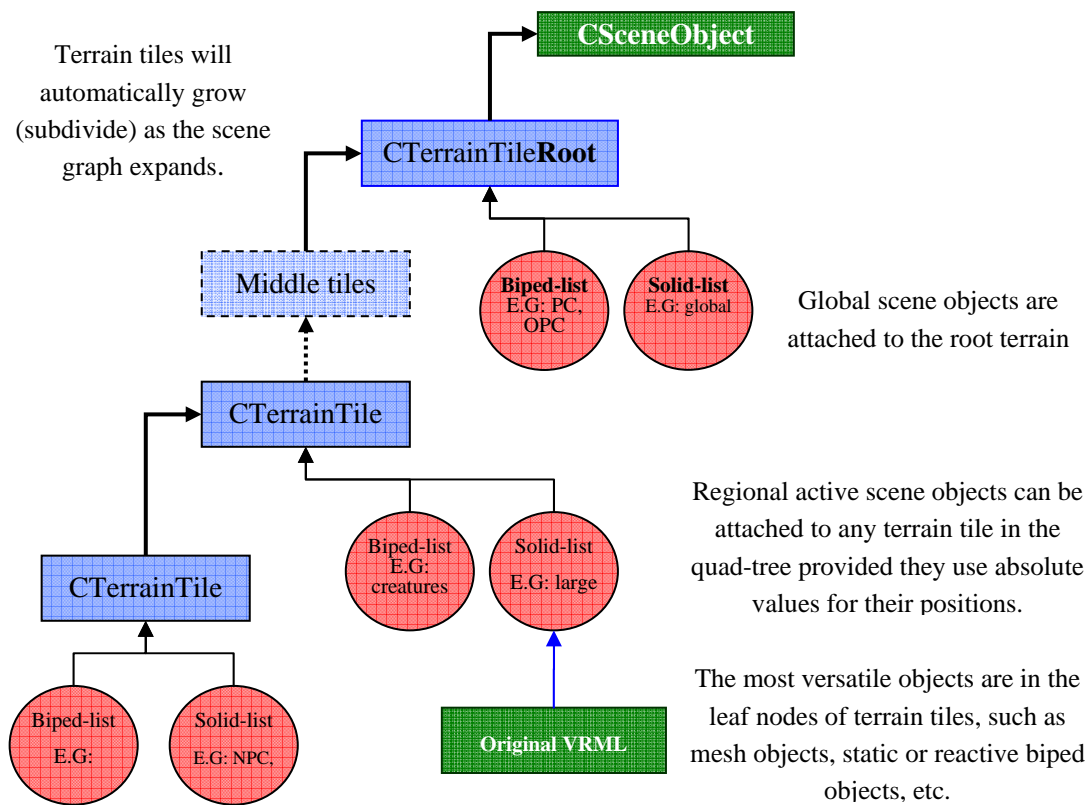 CSceneObject
Terrain tiles will
automatically grow
(subdivide) as the scene
graph expands.
CTerrainTileRoot
Middle tiles
Biped-list
E.G: PC,
OPC
Solid-list
E.G: global
Global scene objects are
attached to the root terrain
CTerrainTile
Biped-list
E.G:
creatures
Solid-list
E.G: large
Regional active scene objects can be
attached to any terrain tile in the
quad-tree provided they use absolute
values for their positions.
CTerrainTile
Biped-list
E.G:
Solid-list
E.G: NPC,
Original VRML
The most versatile objects are in the
leaf nodes of terrain tiles, such as
mesh objects, static or reactive biped
objects, etc.